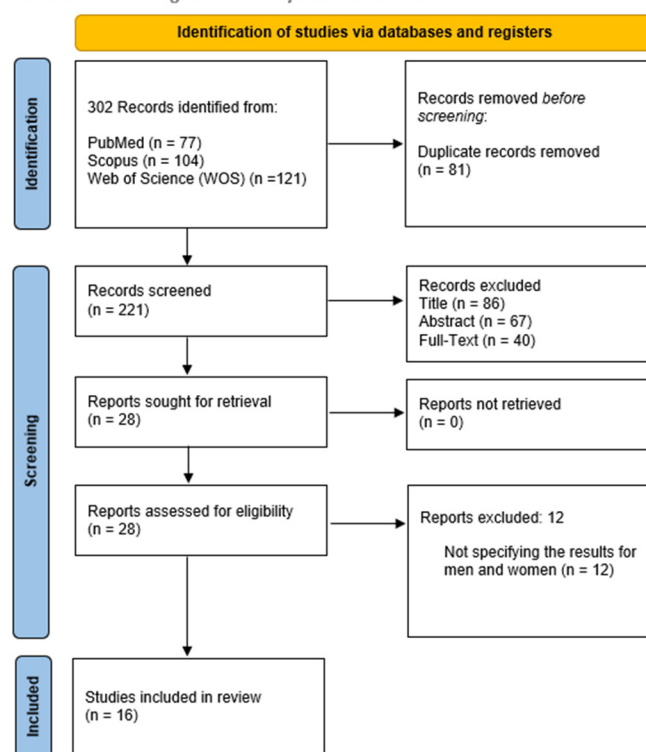 Identification of studies via databases and registers
Identification
302 Records identified from:
PubMed (n = 77)
Scopus (n = 104)
Web of Science (WOS) (n =121)
Records removed before
screening:
Duplicate records removed
(n = 81)
Screening
Records screened
(n = 221)
Records excluded
Title (n = 86)
Abstract (n = 67)
Full-Text (n = 40)
Reports sought for retrieval
(n = 28)
Reports not retrieved
(n = 0)
Reports assessed for eligibility
(n = 28)
Reports excluded: 12
Not specifying the results for
men and women (n = 12)
Included
Studies included in review
(n = 16)